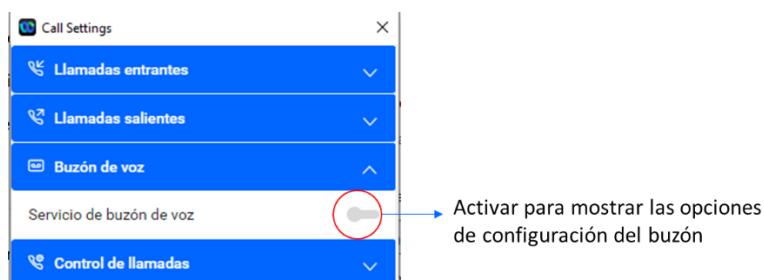 Call Settings
Llamadas entrantes
Llamadas salientes
Buzón de voz
Servicio de buzón de voz
Activar para mostrar las opciones
de configuración del buzón
Control de llamadas